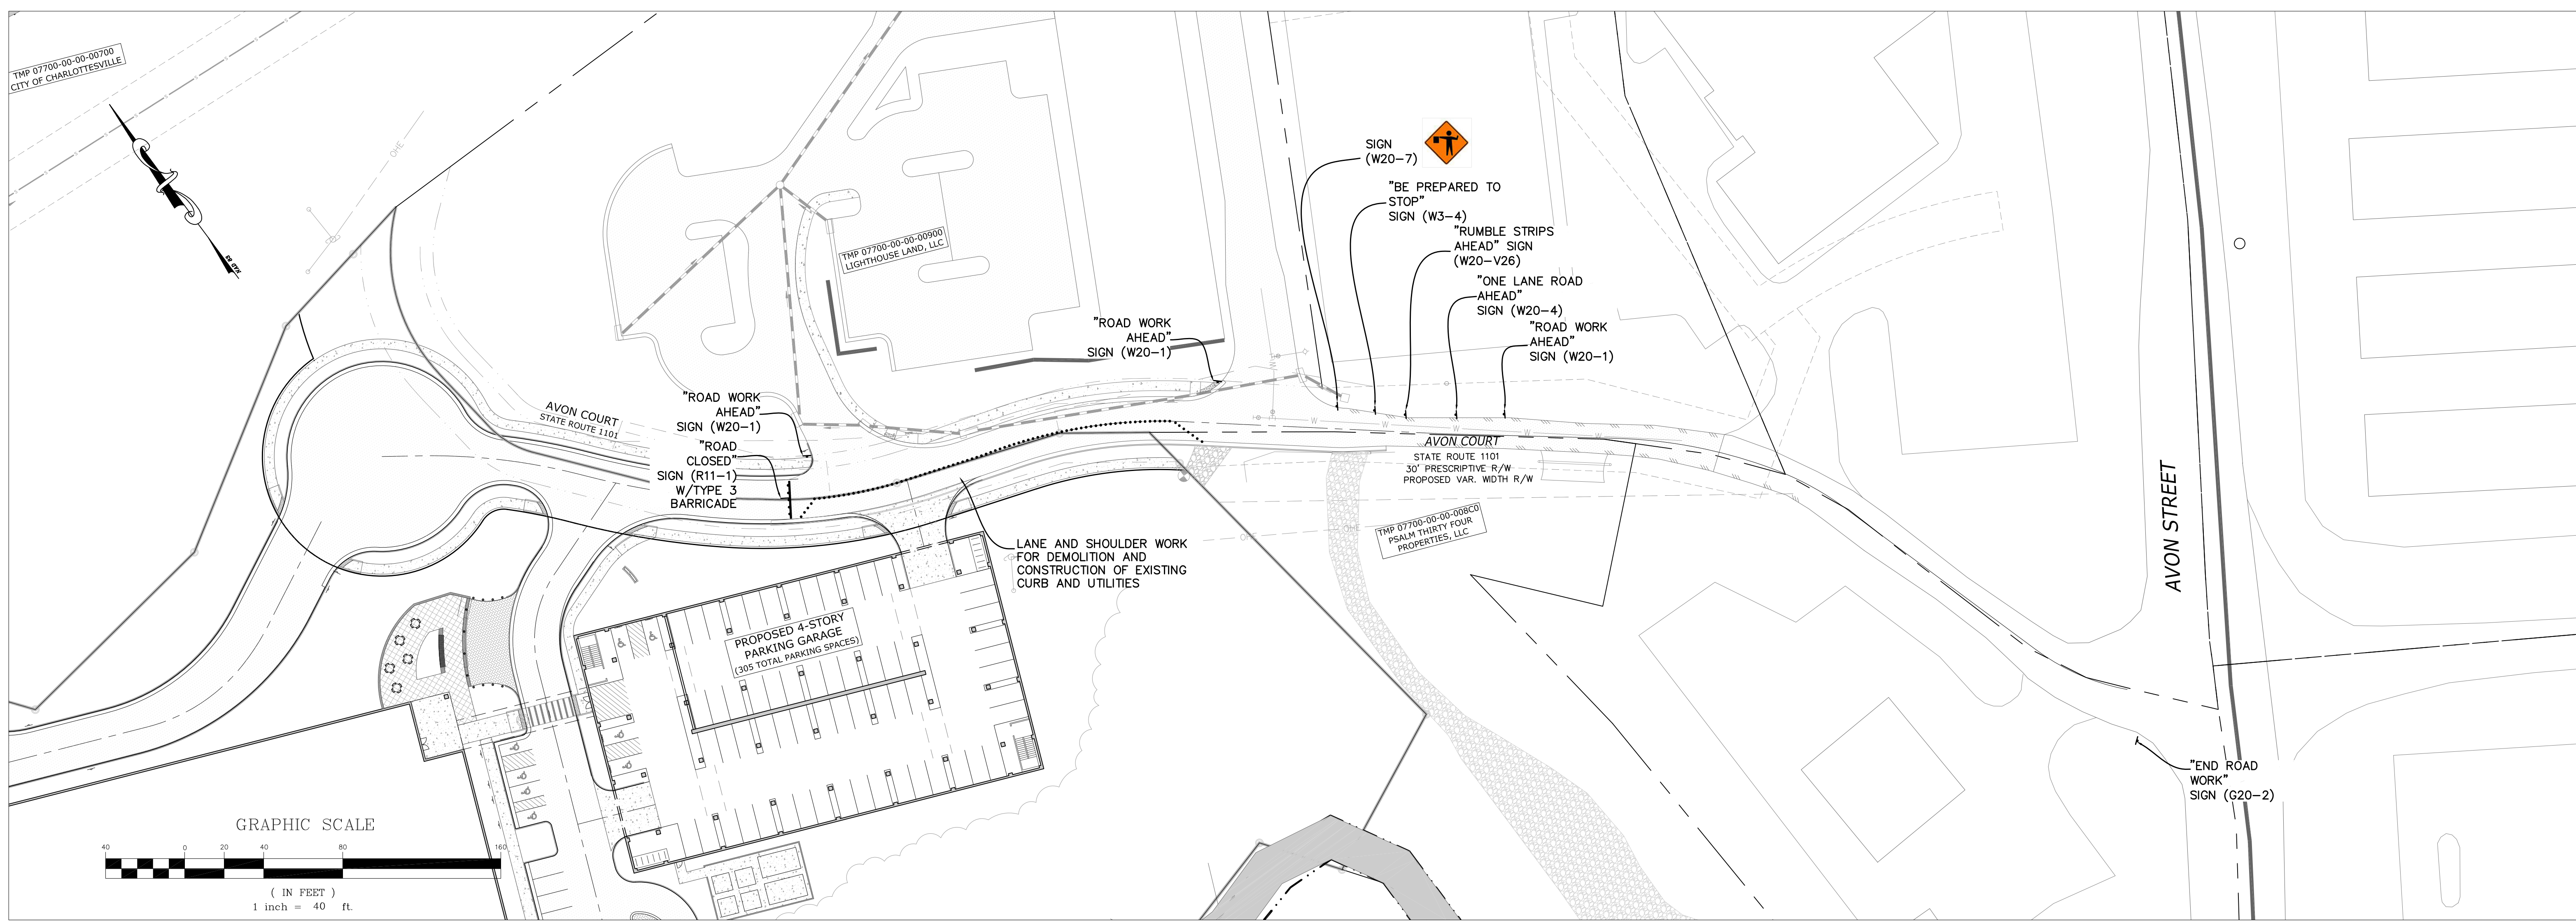 TMP 07700-00-00-00700
CITY OF CHARLOTTESVILLE
NAD 83
OHE
TMP 07700-00-00-00900
LIGHTHOUSE LAND, LLC
SIGN
(W20-7)
"BE PREPARED TO
STOP"
SIGN (W3-4)
"RUMBLE STRIPS
AHEAD" SIGN
(W20-V26)
"ONE LANE ROAD
AHEAD"
SIGN (W20-4)
"ROAD WORK
AHEAD"
SIGN (W20-1)
"ROAD WORK
AHEAD"
SIGN (W20-1)
"ROAD WORK
AHEAD"
SIGN (W20-1)
"ROAD
CLOSED"
SIGN (R11-1)
W/TYPE 3
BARRICADE
AVON COURT
STATE ROUTE 1101
W
W
W
W
W
W
AVON COURT
STATE ROUTE 1101
30' PRESCRIPTIVE R/W
PROPOSED VAR. WIDTH R/W
OHE
OHE
TMP 07700-00-00-008C0
PSALM THIRTY FOUR
PROPERTIES, LLC
LANE AND SHOULDER WORK
FOR DEMOLITION AND
CONSTRUCTION OF EXISTING
CURB AND UTILITIES
PROPOSED 4-STORY
PARKING GARAGE
(305 TOTAL PARKING SPACES)
AVON STREET
"END ROAD
WORK"
SIGN (G20-2)
GRAPHIC SCALE
40 0 20 40 80 160
( IN FEET )
1 inch = 40 ft.